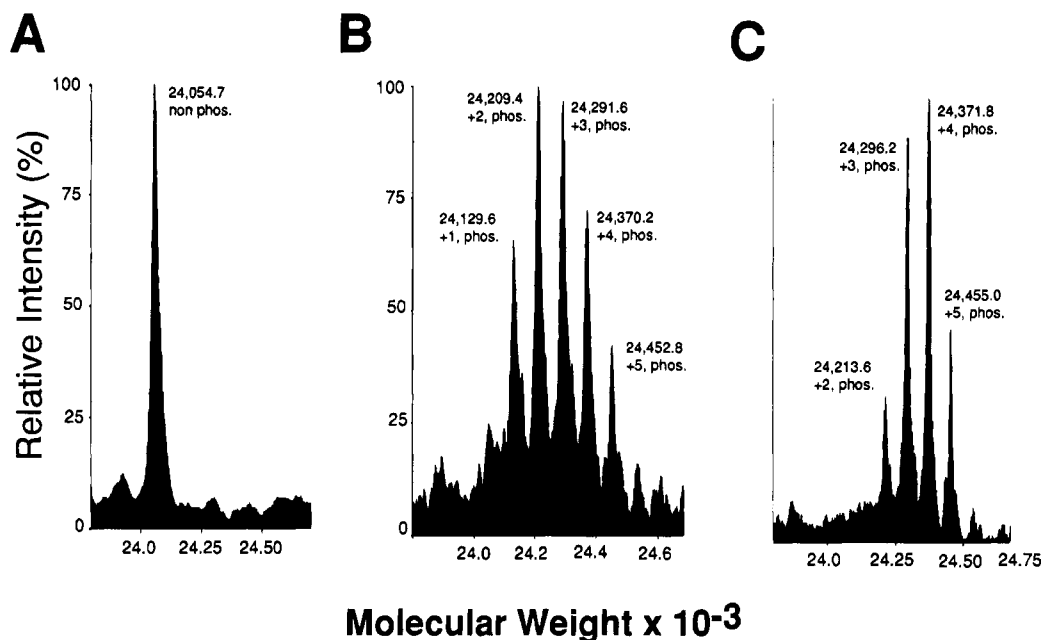 A
B
C
Relative Intensity (%)
100
75
50
25
0
24,054.7
non phos.
24.0
24.25
24.50
100
75
50
25
0
24,129.6
+1, phos.
24,209.4
+2, phos.
24,291.6
+3, phos.
24,370.2
+4, phos.
24,452.8
+5, phos.
24.0
24.2
24.4
24.6
24,213.6
+2, phos.
24,296.2
+3, phos.
24,371.8
+4, phos.
24,455.0
+5, phos.
24.0
24.25
24.50
24.75
Molecular Weight x 10-3